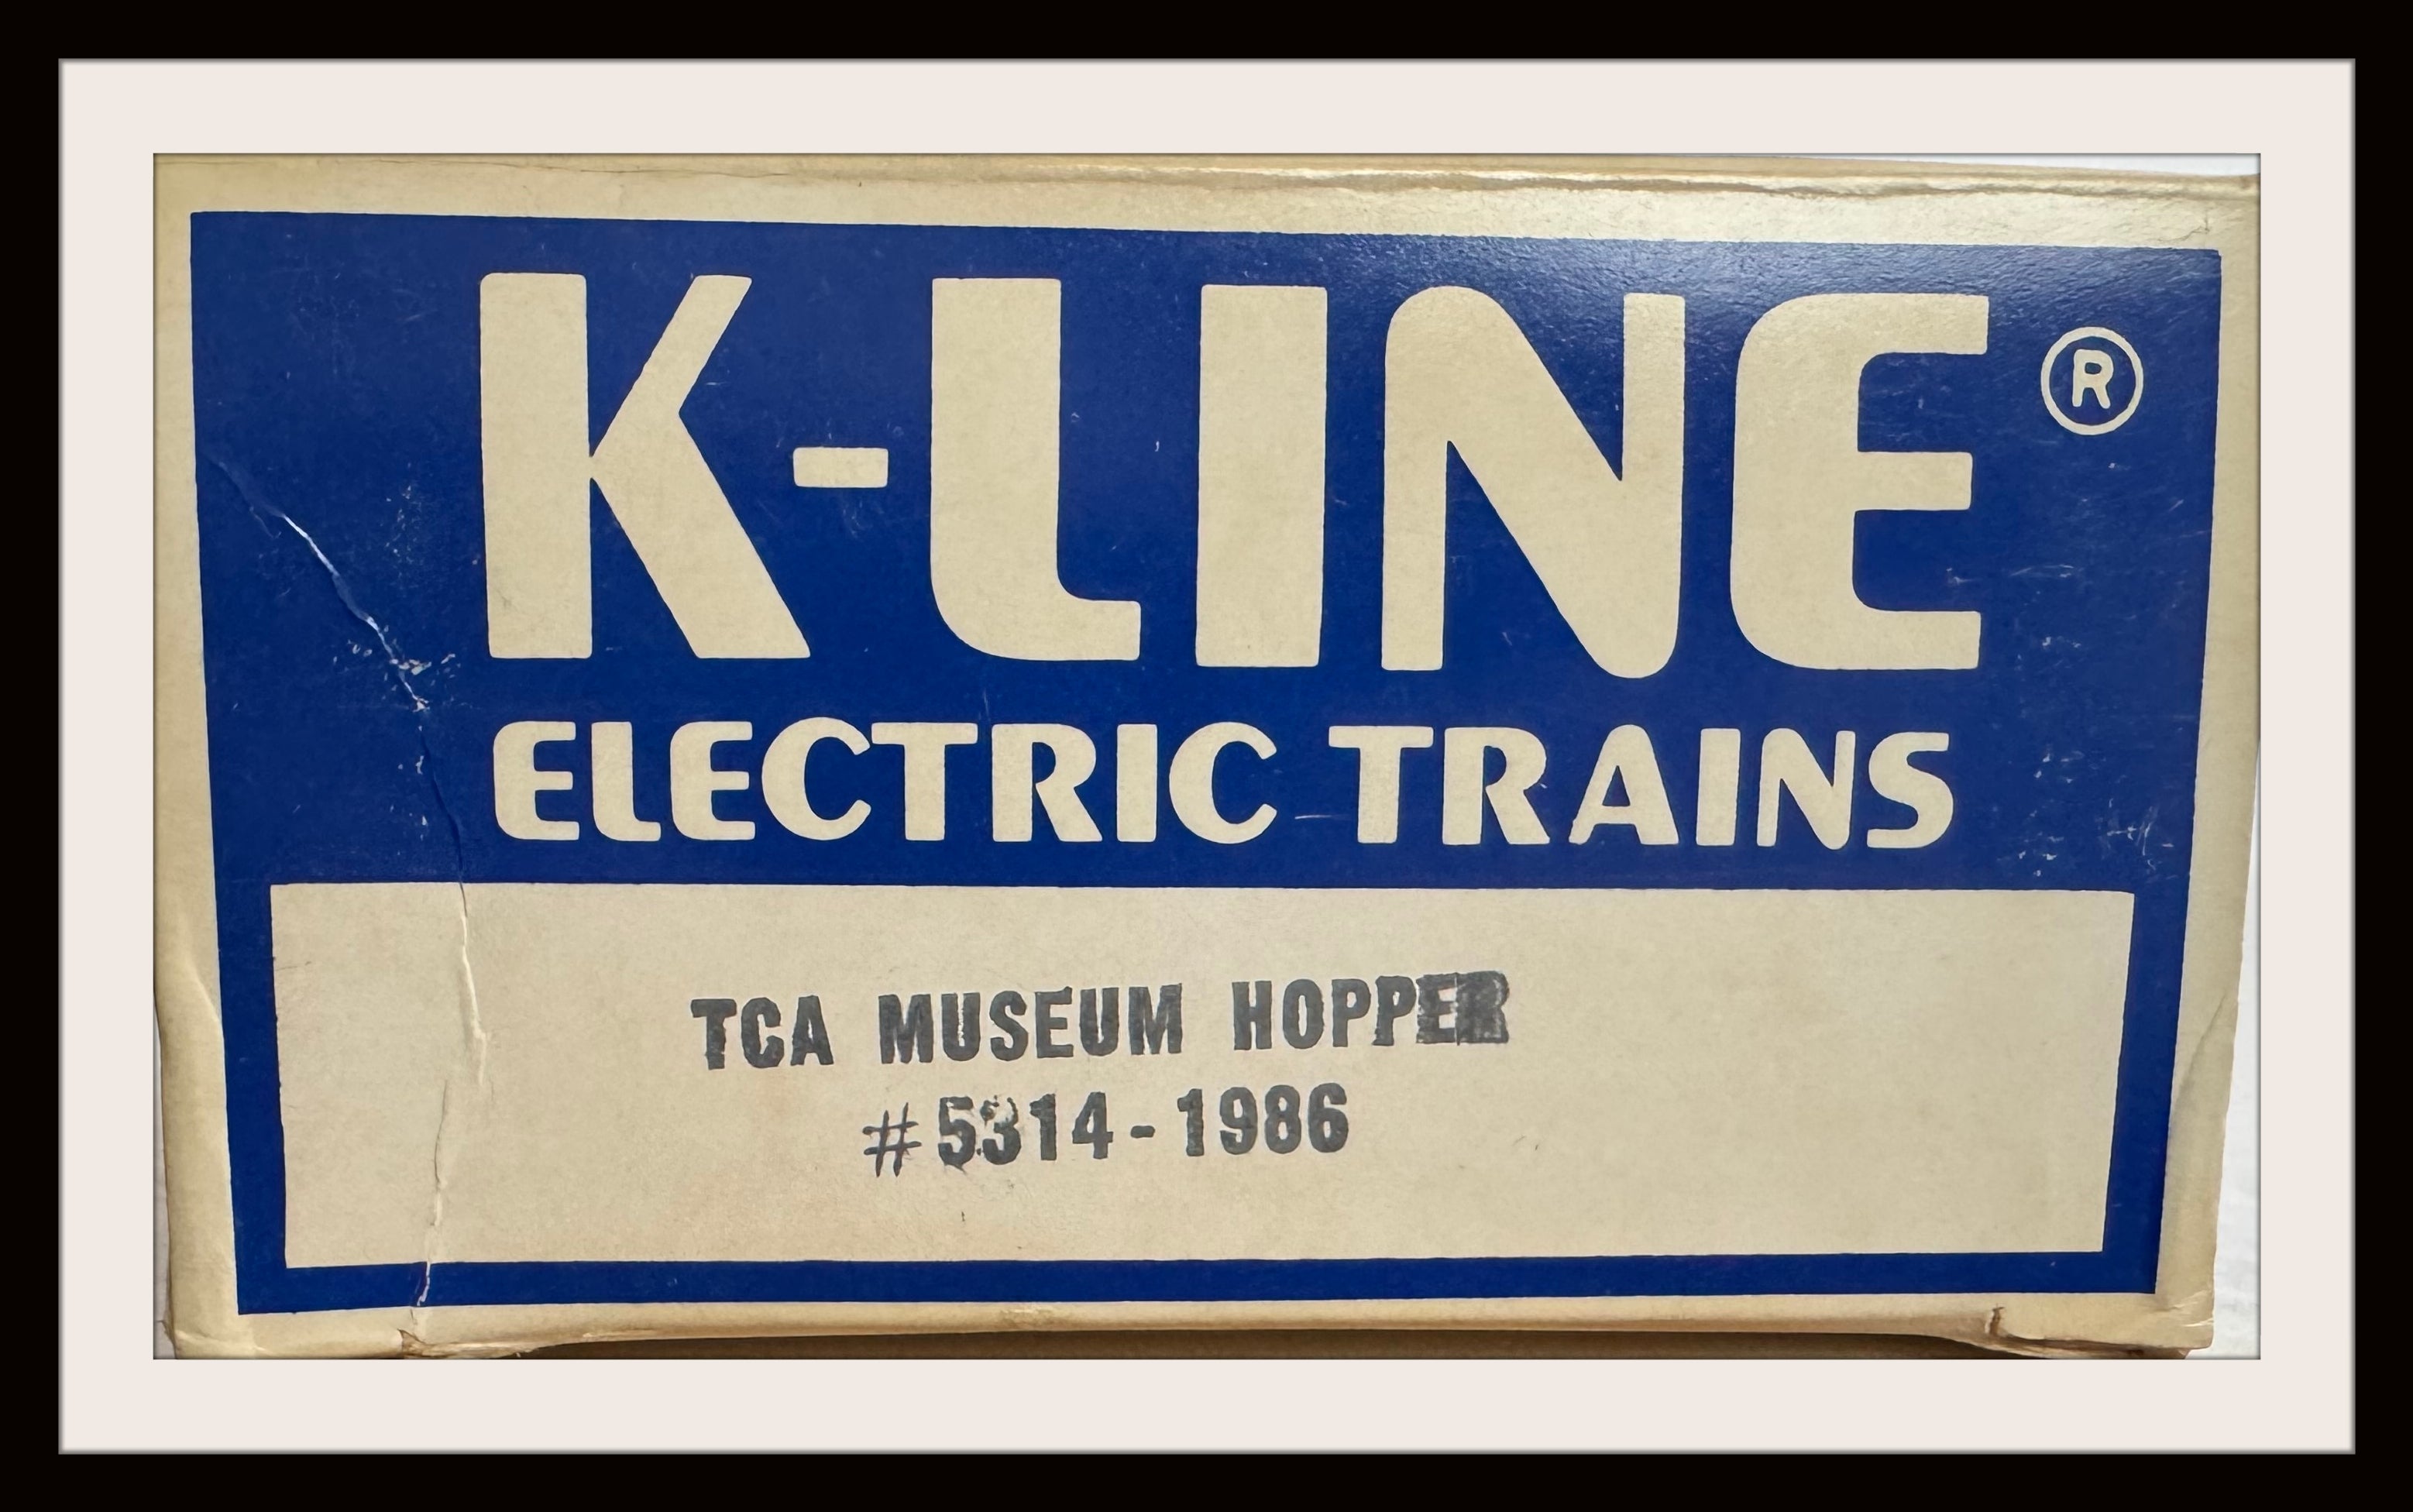 K-LINE®
ELECTRIC TRAINS
TCA MUSEUM HOPPER
#5314-1986